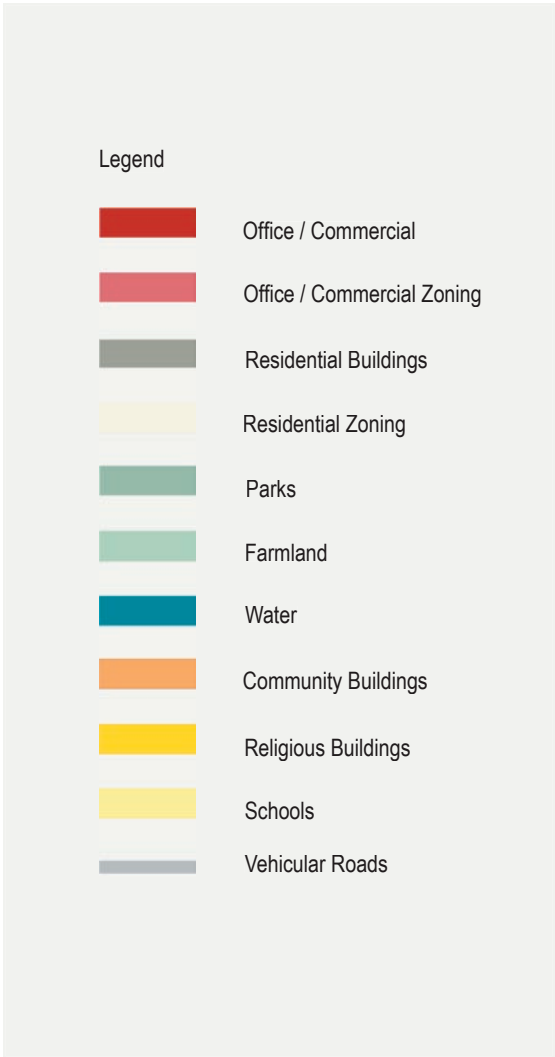 Legend
Office / Commercial
Office / Commercial Zoning
Residential Buildings
Residential Zoning
Parks
Farmland
Water
Community Buildings
Religious Buildings
Schools
Vehicular Roads